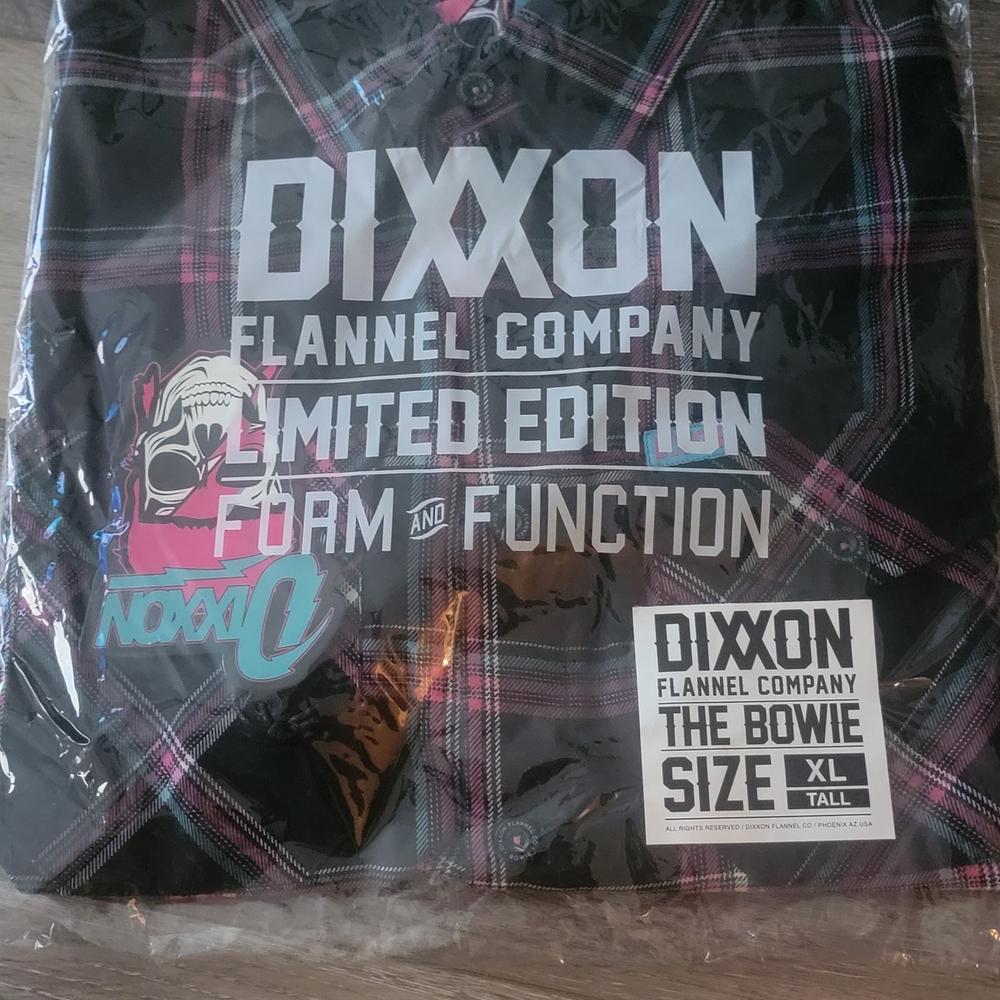 DIXXON
FLANNEL COMPANY
LIMITED EDITION
FORM AND FUNCTION
DIXXON
DIXXON
FLANNEL COMPANY
THE BOWIE
SIZE XL
TALL
ALL RIGHTS RESERVED / DIXXON FLANNEL CO / PHOENIX AZ USA